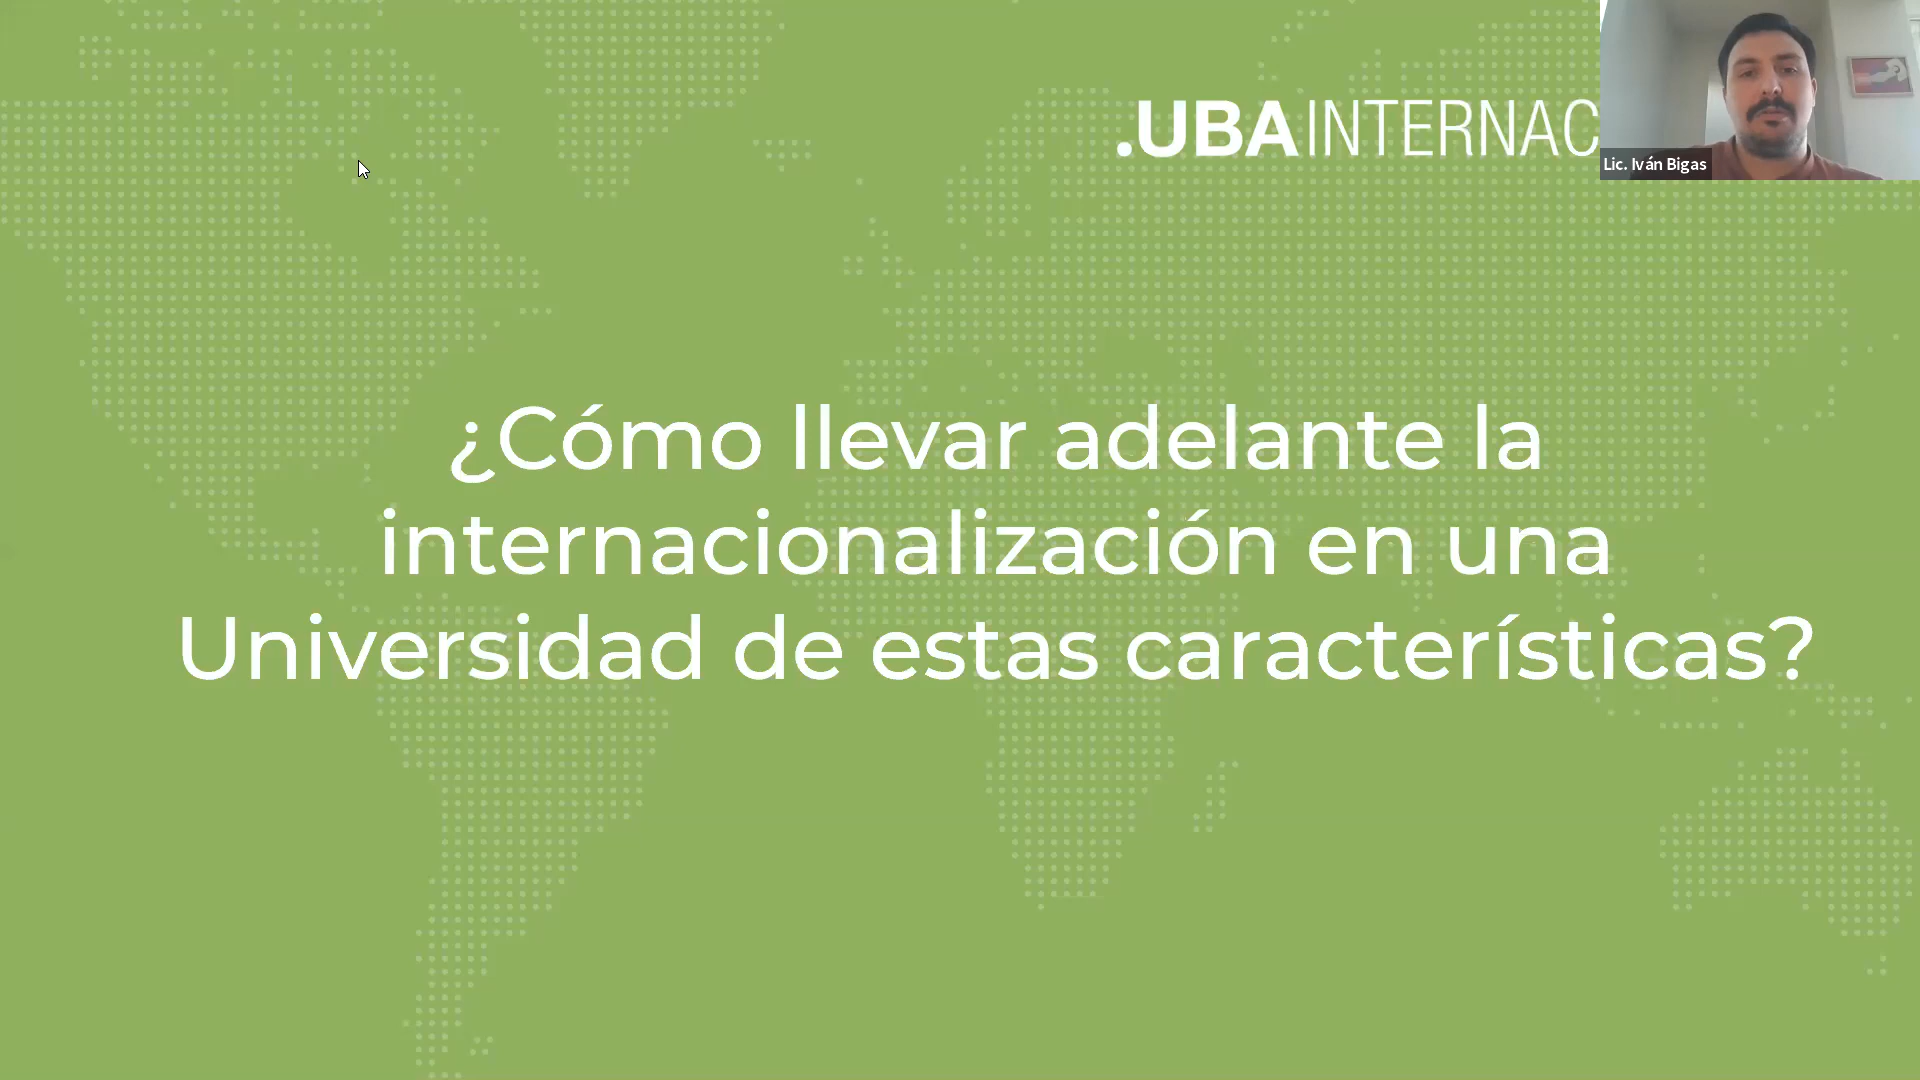 .UBAINTERNAC
Lic. Iván Bigas
¿Cómo llevar adelante la
internacionalización en una
Universidad de estas características?